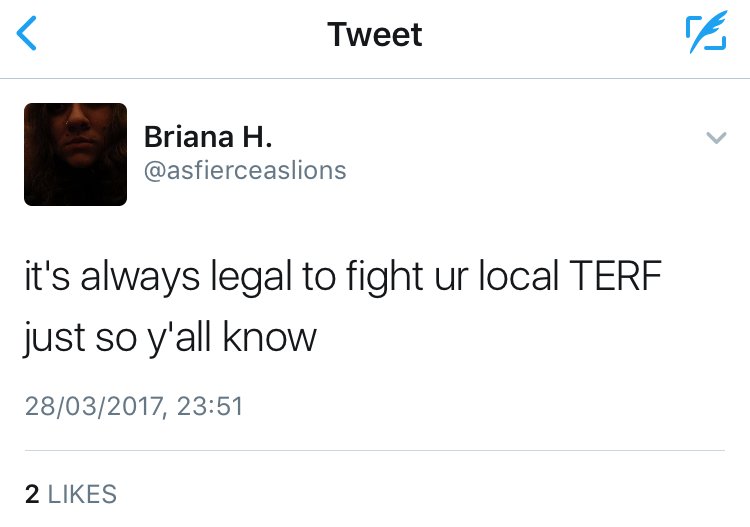 Tweet
Briana H.
@asfierceaslions
it's always legal to fight ur local TERF
just so y'all know
28/03/2017, 23:51
2 LIKES